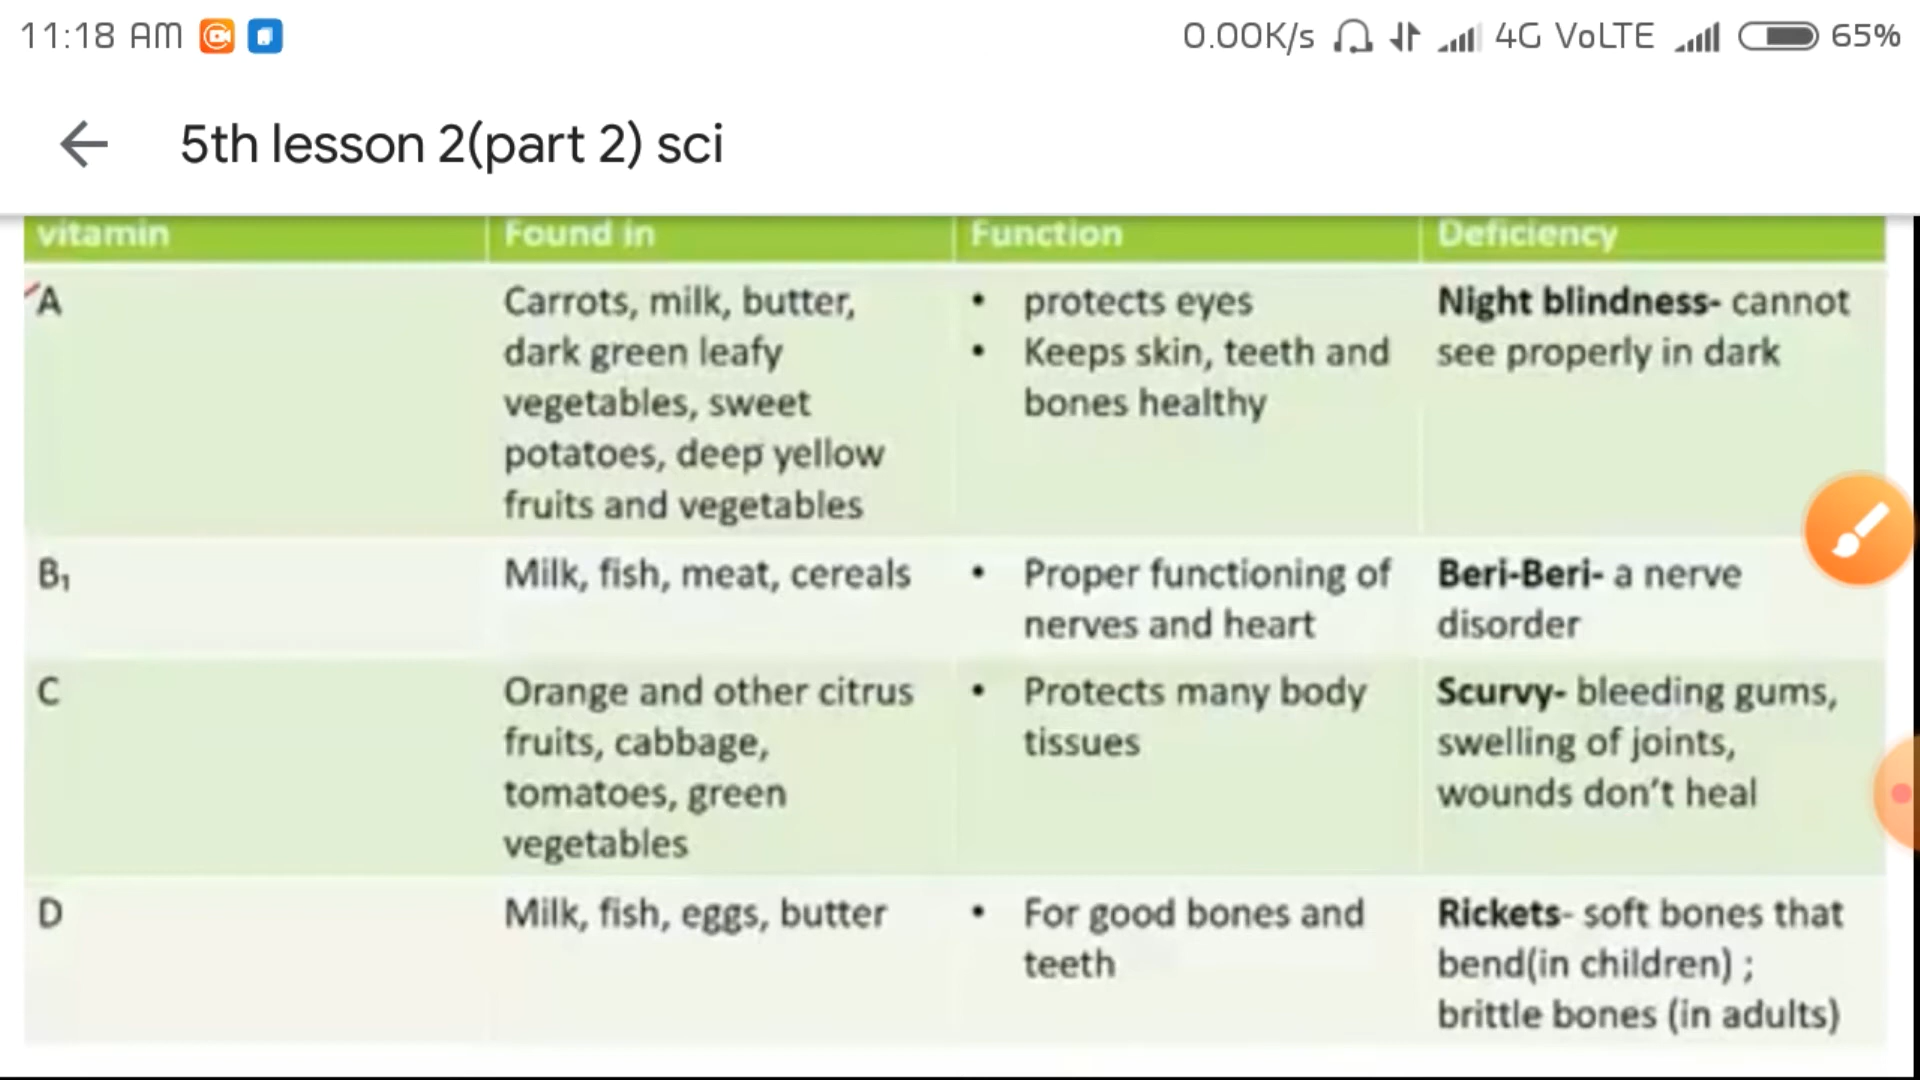 11:18 AM 0.00K/s 4G VoLTE 65%
5th lesson 2(part 2) sci
vitamin Found in Function Deficiency
A Carrots, milk, butter, • protects eyes Night blindness- cannot
dark green leafy • Keeps skin, teeth and see properly in dark
vegetables, sweet bones healthy
potatoes, deep yellow
fruits and vegetables
B₁ Milk, fish, meat, cereals • Proper functioning of Beri-Beri- a nerve
nerves and heart disorder
C Orange and other citrus • Protects many body Scurvy- bleeding gums,
fruits, cabbage, tissues swelling of joints,
tomatoes, green wounds don't heal
vegetables
D Milk, fish, eggs, butter • For good bones and Rickets- soft bones that
teeth bend(in children) ;
brittle bones (in adults)